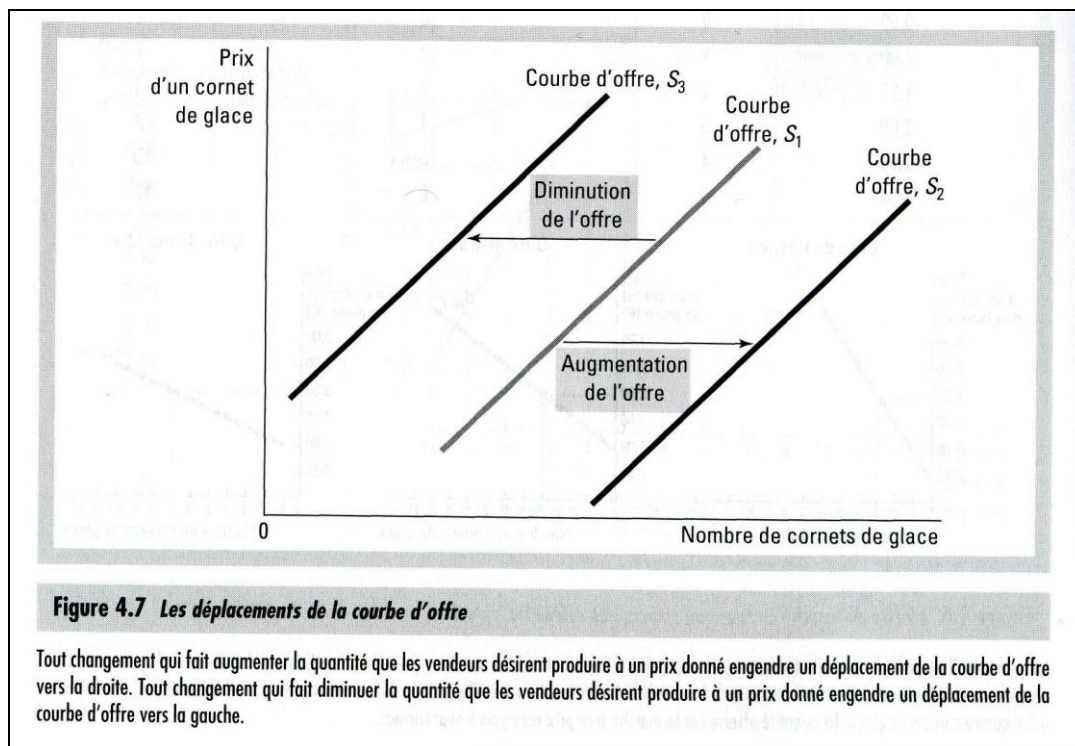 Prix
d'un cornet
de glace
Courbe d'offre, S3
Courbe
d'offre, S1
Courbe
d'offre, S2
Diminution
de l'offre
Augmentation
de l'offre
0
Nombre de cornets de glace
Figure 4.7 Les déplacements de la courbe d'offre
Tout changement qui fait augmenter la quantité que les vendeurs désirent produire à un prix donné engendre un déplacement de la courbe d'offre
vers la droite. Tout changement qui fait diminuer la quantité que les vendeurs désirent produire à un prix donné engendre un déplacement de la
courbe d'offre vers la gauche.